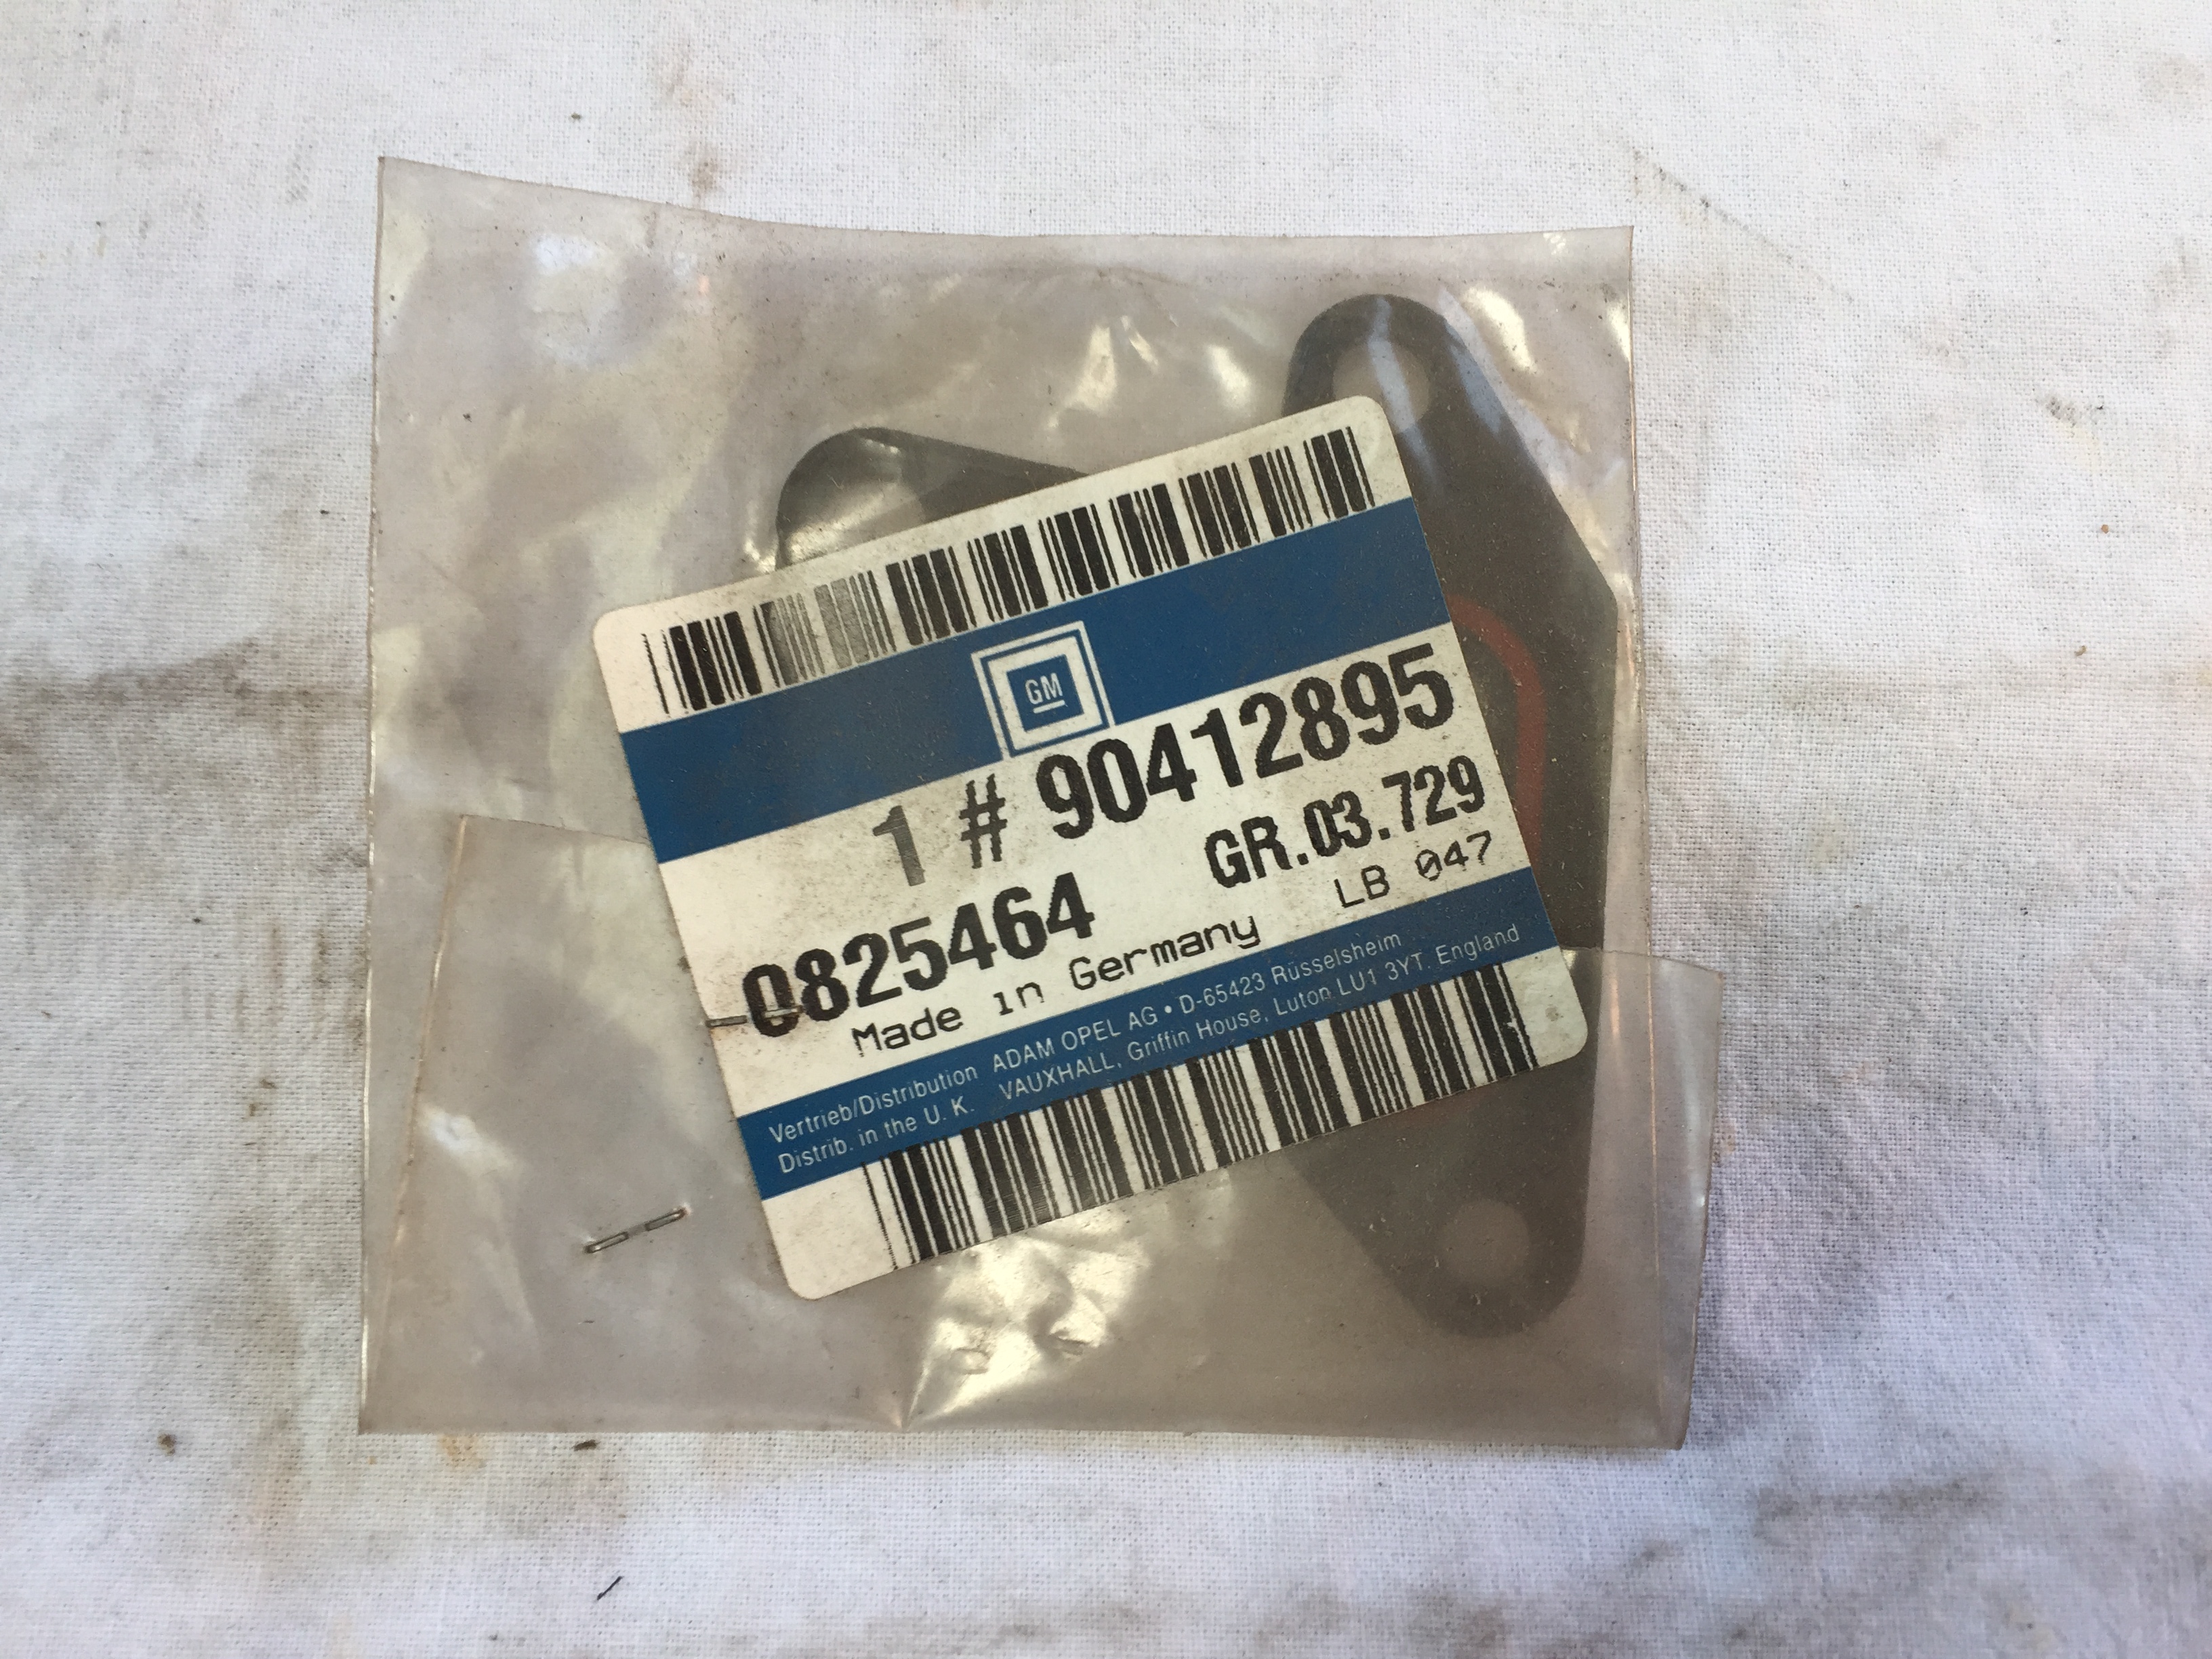 GM
1 # 90412895
0825464 GR.03.729
Made in Germany LB 047
Vertrieb/Distribution ADAM OPEL AG • D-65423 Rüsselsheim
Distrib. in the U. K. VAUXHALL, Griffin House, Luton LU1 3YT. England